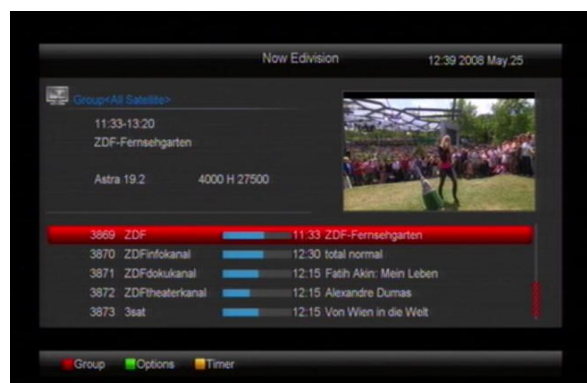 Now Edivision
12:39 2008 May.25
Group<All Satellite>
11:33-13:20
ZDF-Fernsehgarten
Astra 19.2 4000 H 27500
3869 ZDF 11:33 ZDF-Fernsehgarten
3870 ZDFinfokanal 12:30 total normal
3871 ZDFdokukanal 12:15 Fatih Akin: Mein Leben
3872 ZDFtheaterkanal 12:15 Alexandre Dumas
3873 3sat 12:15 Von Wien in die Welt
Group Options Timer